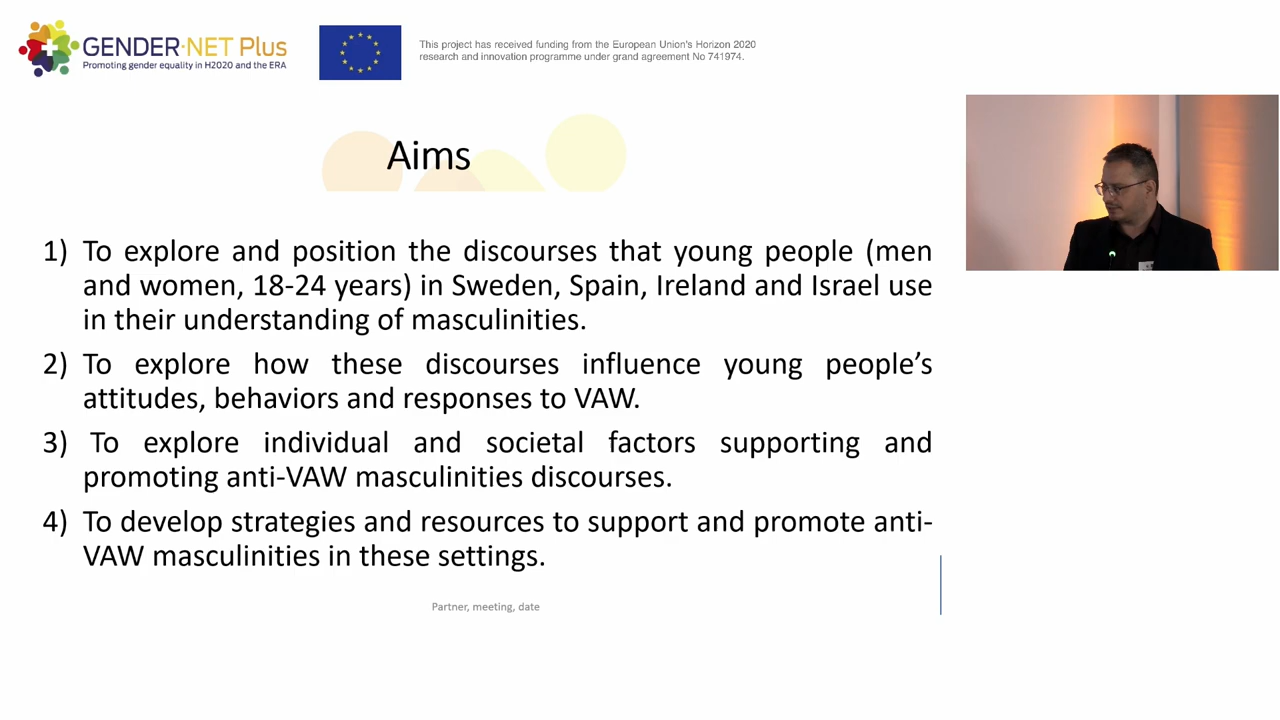 GENDER·NET Plus
Promoting gender equality in H2020 and the ERA
This project has received funding from the European Union's Horizon 2020
research and innovation programme under grand agreement No 741974.
Aims
1) To explore and position the discourses that young people (men
and women, 18-24 years) in Sweden, Spain, Ireland and Israel use
in their understanding of masculinities.
2) To explore how these discourses influence young people’s
attitudes, behaviors and responses to VAW.
3) To explore individual and societal factors supporting and
promoting anti-VAW masculinities discourses.
4) To develop strategies and resources to support and promote anti-
VAW masculinities in these settings.
Partner, meeting, date